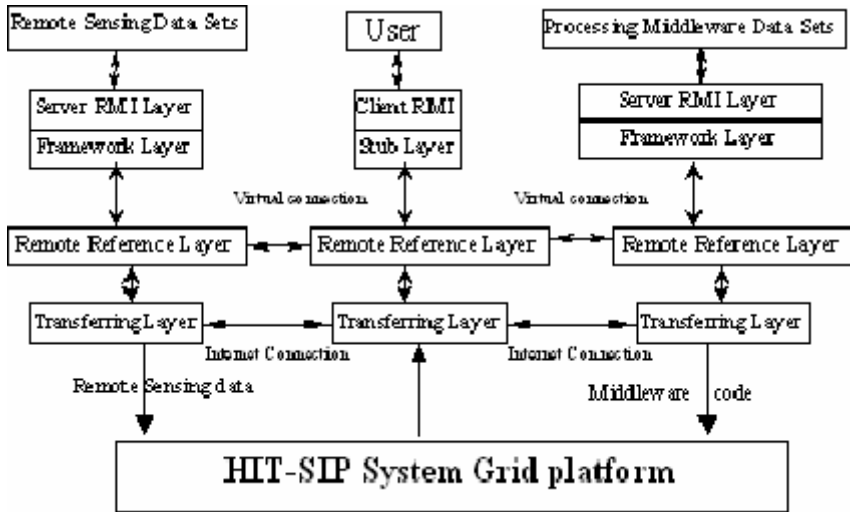 Remote Sensing Data Sets
User
Processing Middleware Data Sets
Server RMI Layer
Framework Layer
Client RMI
Stub Layer
Server RMI Layer
Framework Layer
Virtual connection
Virtual connection
Remote Reference Layer
Remote Reference Layer
Remote Reference Layer
Transferring Layer
Transferring Layer
Transferring Layer
Internet Connection
Internet Connection
Remote Sensing data
Middleware code
HIT-SIP System Grid platform